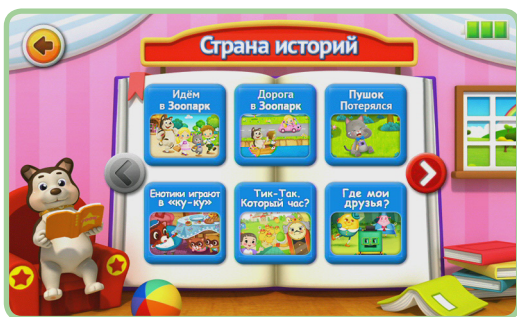 Страна историй
Идём
в Зоопарк
Дорога
в Зоопарк
Пушок
Потерялся
Енотики играют
в «ку-ку»
Тик-Так.
Который час?
Где мои
друзья?